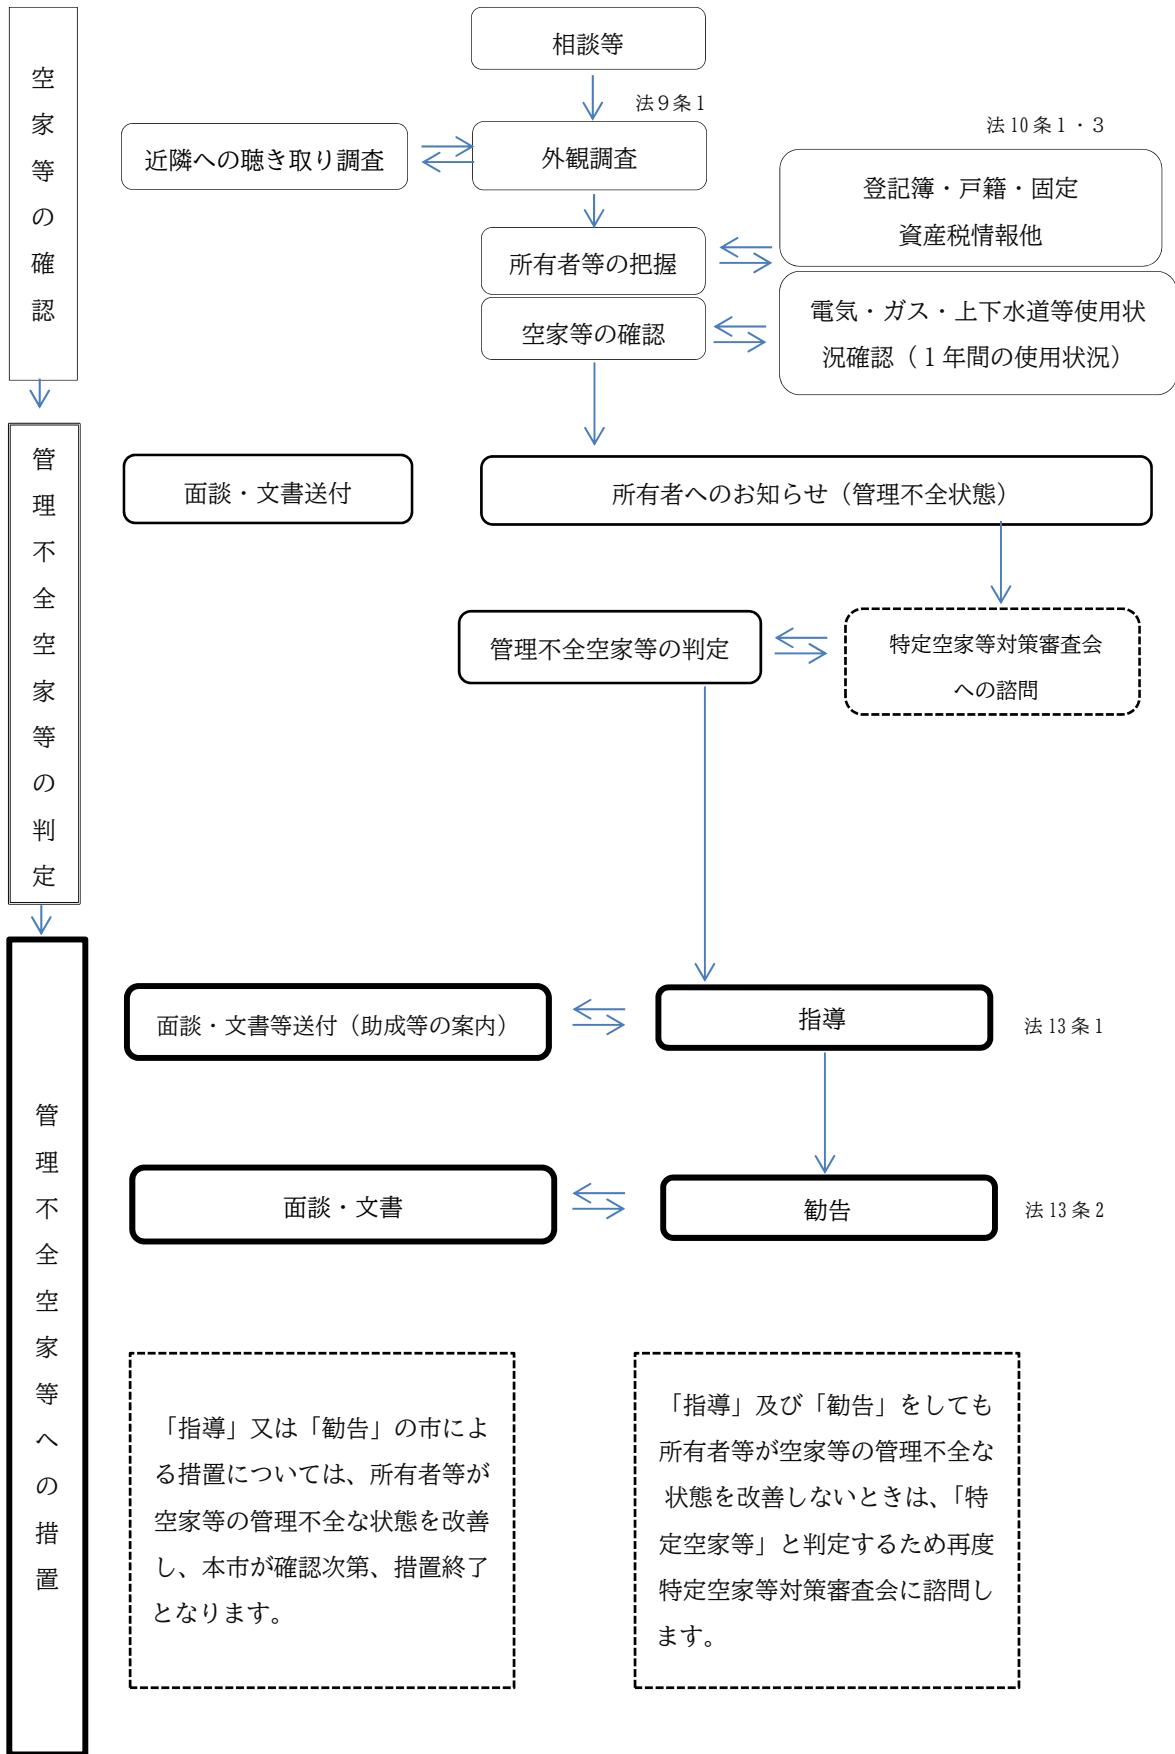 空家等の確認
相談等
法9条1
近隣への聴き取り調査
外観調査
法10条1・3
登記簿・戸籍・固定
資産税情報他
所有者等の把握
空家等の確認
電気・ガス・上下水道等使用状
況確認（1年間の使用状況）
管理不全空家等の判定
面談・文書送付
所有者へのお知らせ（管理不全状態）
管理不全空家等の判定
特定空家等対策審査会
への諮問
管理不全空家等への措置
面談・文書等送付（助成等の案内）
指導
法13条1
面談・文書
勧告
法13条2
「指導」又は「勧告」の市によ
る措置については、所有者等が
空家等の管理不全な状態を改善
し、本市が確認次第、措置終了
となります。
「指導」及び「勧告」をしても
所有者等が空家等の管理不全な
状態を改善しないときは、「特
定空家等」と判定するため再度
特定空家等対策審査会に諮問し
ます。